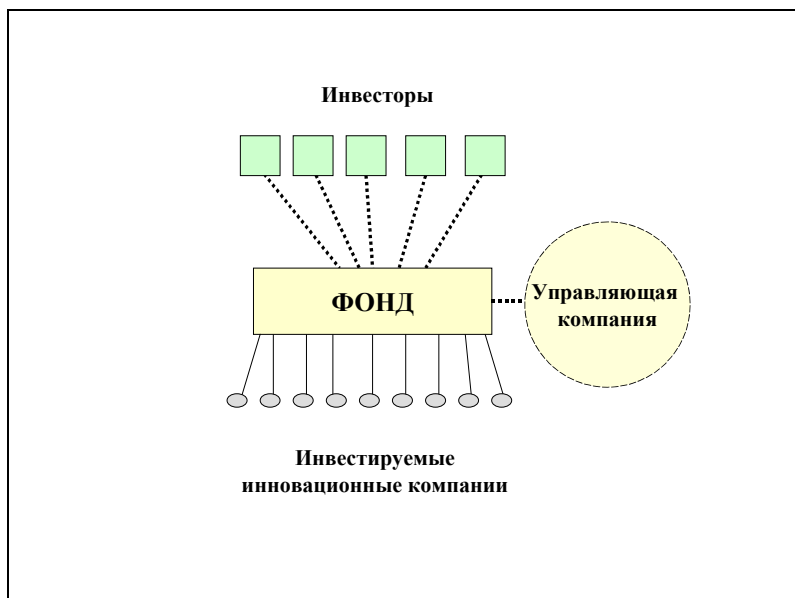 Инвесторы
ФОНД
Управляющая
компания
Инвестируемые
инновационные компании